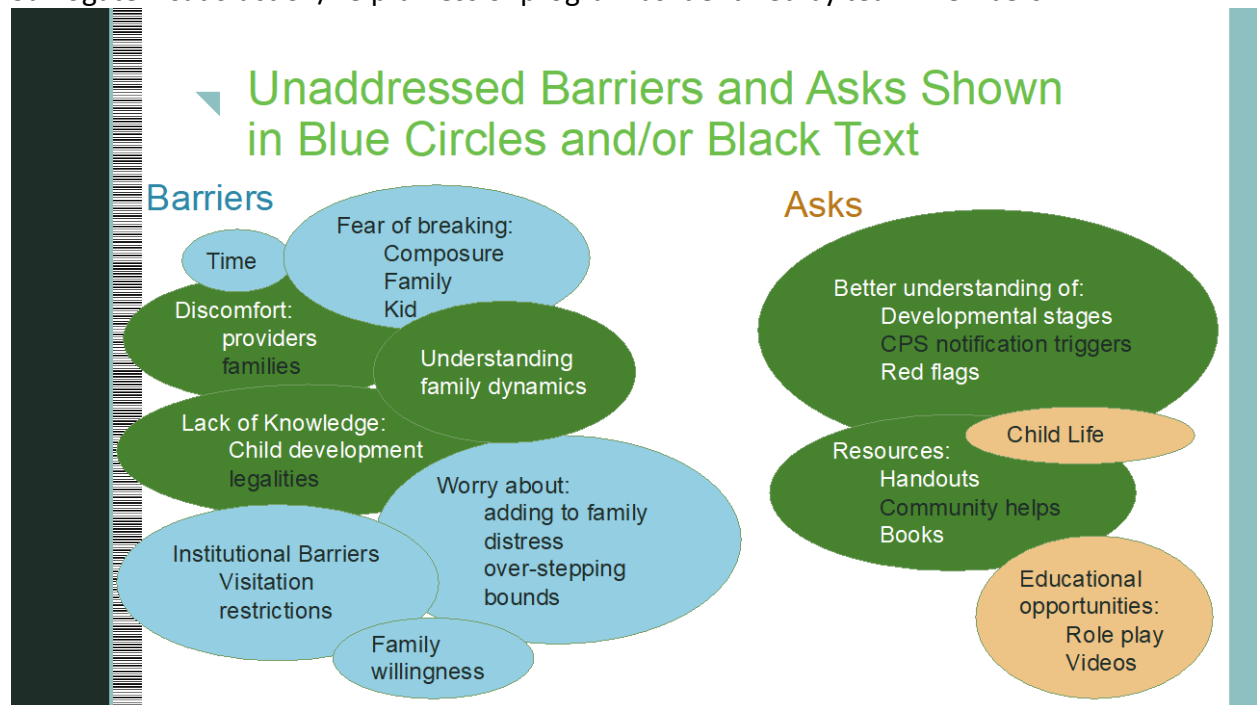 Unaddressed Barriers and Asks Shown
in Blue Circles and/or Black Text
Barriers
Time
Fear of breaking:
Composure
Family
Kid
Discomfort:
providers
families
Understanding
family dynamics
Lack of Knowledge:
Child development
legalities
Worry about:
adding to family
distress
over-stepping
bounds
Institutional Barriers
Visitation
restrictions
Family
willingness
Asks
Better understanding of:
Developmental stages
CPS notification triggers
Red flags
Child Life
Resources:
Handouts
Community helps
Books
Educational
opportunities:
Role play
Videos